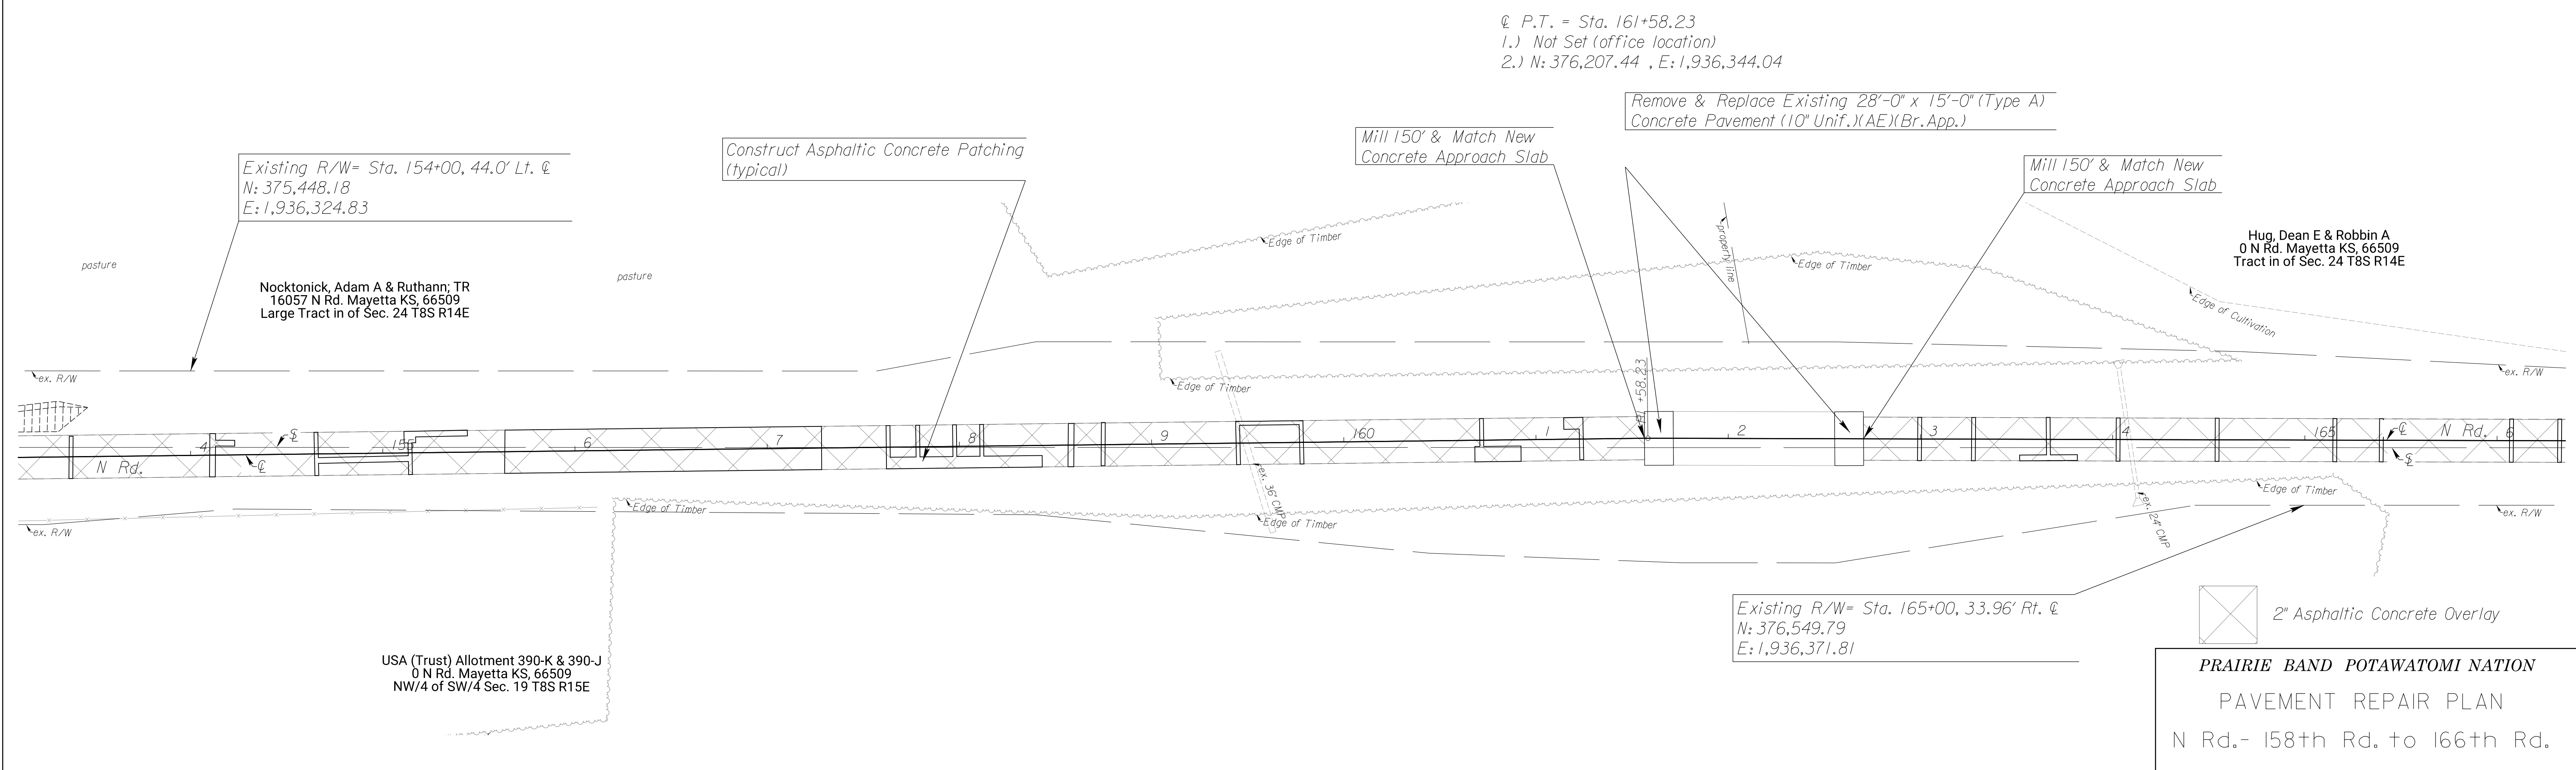 ℄ P.T. = Sta. 161+58.23
1.) Not Set (office location)
2.) N: 376,207.44 , E: 1,936,344.04
Remove & Replace Existing 28'-0" x 15'-0" (Type A)
Concrete Pavement (10" Unif.)(AE)(Br.App.)
Mill 150' & Match New
Concrete Approach Slab
Construct Asphaltic Concrete Patching
(typical)
Existing R/W= Sta. 154+00, 44.0' Lt. ℄
N: 375,448.18
E: 1,936,324.83
Mill 150' & Match New
Concrete Approach Slab
Edge of Timber
property line
Edge of Timber
Hug, Dean E & Robbin A
0 N Rd. Mayetta KS, 66509
Tract in of Sec. 24 T8S R14E
pasture
pasture
Nocktonick, Adam A & Ruthann; TR
16057 N Rd. Mayetta KS, 66509
Large Tract in of Sec. 24 T8S R14E
Edge of Cultivation
ex. R/W
Edge of Timber
+58.23
ex. R/W
N Rd.
4
℄
℄
155
6
7
8
9
160
1
2
3
4
165
℄
N Rd.
6
℄
ex. R/W
Edge of Timber
ex. 36" CMP
Edge of Timber
ex. 24" CMP
Edge of Timber
ex. R/W
Existing R/W= Sta. 165+00, 33.96' Rt. ℄
N: 376,549.79
E: 1,936,371.81
2" Asphaltic Concrete Overlay
USA (Trust) Allotment 390-K & 390-J
0 N Rd. Mayetta KS, 66509
NW/4 of SW/4 Sec. 19 T8S R15E
PRAIRIE BAND POTAWATOMI NATION
PAVEMENT REPAIR PLAN
N Rd.- 158th Rd. to 166th Rd.